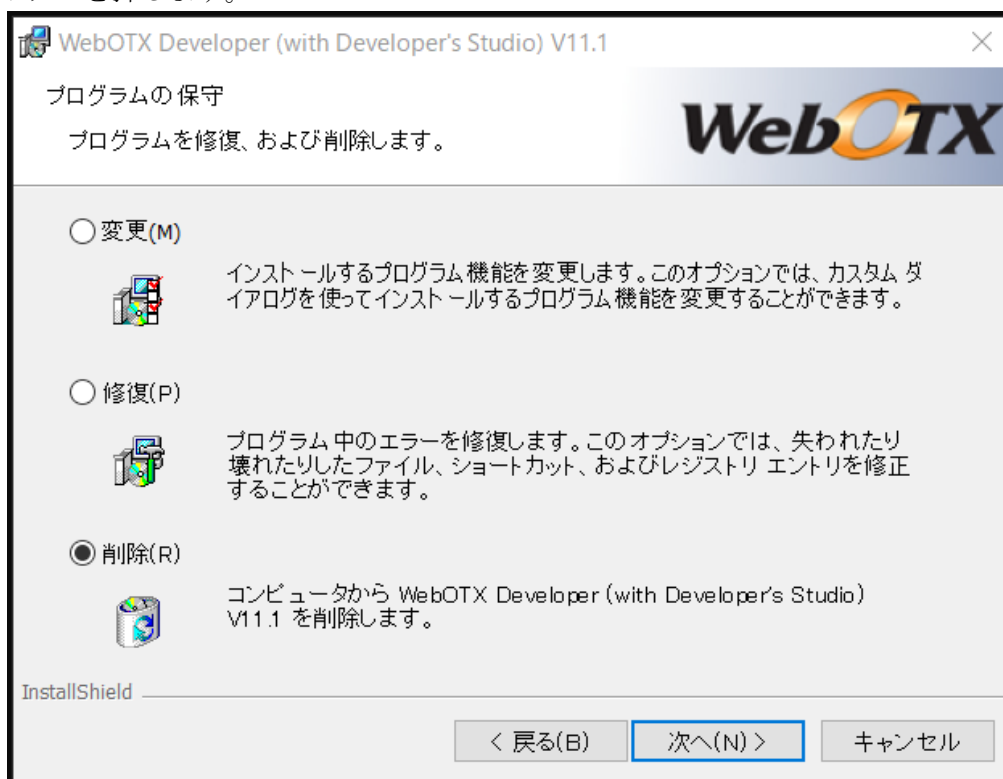 を押します。
WebOTX Developer (with Developer's Studio) V11.1
プログラムの保守
プログラムを修復、および削除します。
WebOTX
変更(M)
インストールするプログラム機能を変更します。このオプションでは、カスタム ダ
イアログを使ってインストールするプログラム機能を変更することができます。
修復(P)
プログラム中のエラーを修復します。このオプションでは、失われたり
壊れたりしたファイル、ショートカット、およびレジストリ エントリを修正
することができます。
削除(R)
コンピュータから WebOTX Developer (with Developer's Studio)
V11.1 を削除します。
InstallShield
< 戻る(B)
次へ(N) >
キャンセル